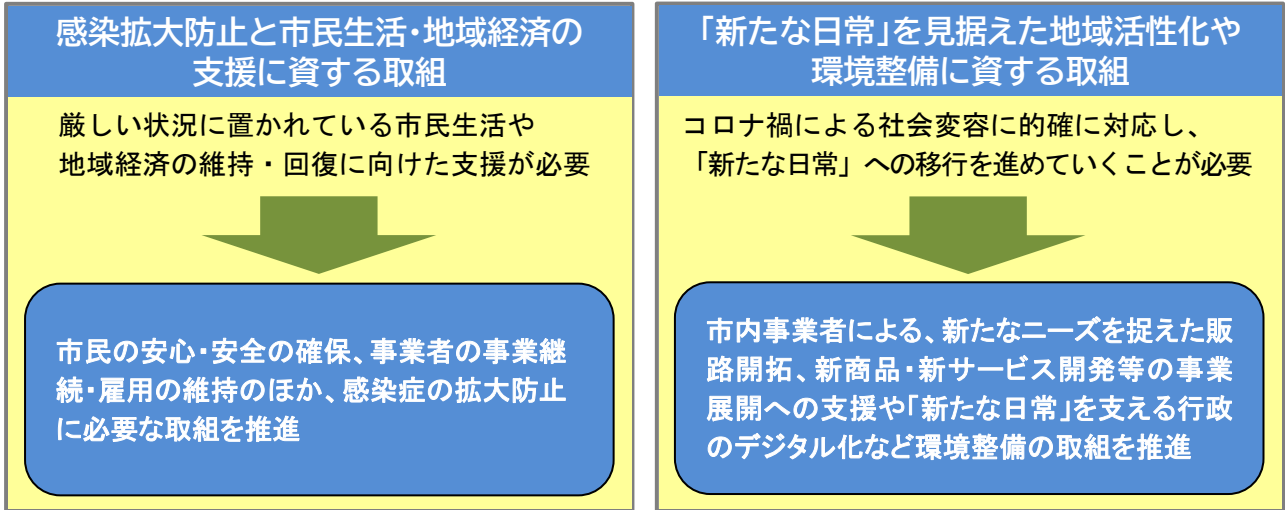 感染拡大防止と市民生活・地域経済の
支援に資する取組
厳しい状況に置かれている市民生活や
地域経済の維持・回復に向けた支援が必要
市民の安心・安全の確保、事業者の事業継
続・雇用の維持のほか、感染症の拡大防止
に必要な取組を推進
「新たな日常」を見据えた地域活性化や
環境整備に資する取組
コロナ禍による社会変容に的確に対応し、
「新たな日常」への移行を進めていくことが必要
市内事業者による、新たなニーズを捉えた販
路開拓、新商品・新サービス開発等の事業
展開への支援や「新たな日常」を支える行政
のデジタル化など環境整備の取組を推進